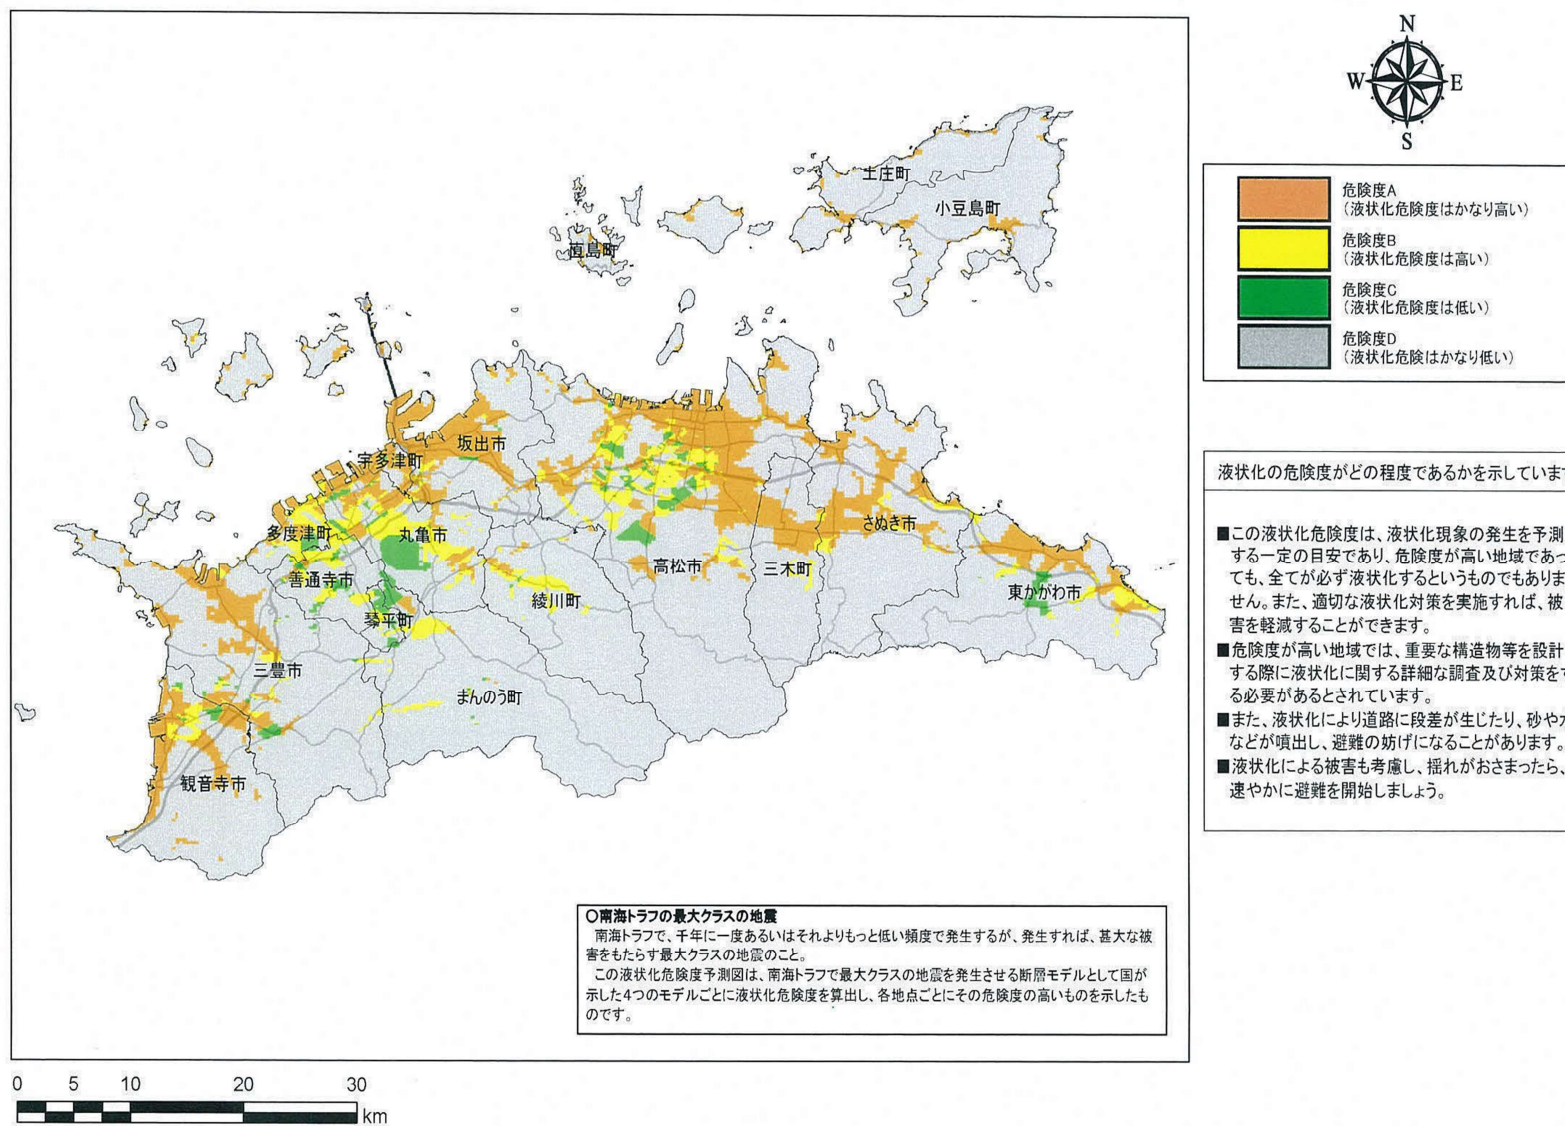 N
W
E
S
危険度A
(液状化危険度はかなり高い)
危険度B
(液状化危険度は高い)
危険度C
(液状化危険度は低い)
危険度D
(液状化危険はかなり低い)
土庄町
小豆島町
直島町
坂出市
宇多津町
多度津町
丸亀市
善通寺市
琴平町
綾川町
高松市
三木町
さぬき市
東かがわ市
三豊市
まんのう町
観音寺市
液状化の危険度がどの程度であるかを示していま
■この液状化危険度は、液状化現象の発生を予測
する一定の目安であり、危険度が高い地域であっ
ても、全てが必ず液状化するというものでもありま
せん。また、適切な液状化対策を実施すれば、被
害を軽減することができます。
■危険度が高い地域では、重要な構造物等を設計
する際に液状化に関する詳細な調査及び対策を
る必要があるとされています。
■また、液状化により道路に段差が生じたり、砂や
などが噴出し、避難の妨げになることがあります。
■液状化による被害も考慮し、揺れがおさまったら、
速やかに避難を開始しましょう。
○南海トラフの最大クラスの地震
南海トラフで、千年に一度あるいはそれよりもっと低い頻度で発生するが、発生すれば、甚大な被
害をもたらす最大クラスの地震のこと。
この液状化危険度予測図は、南海トラフで最大クラスの地震を発生させる断層モデルとして国が
示した4つのモデルごとに液状化危険度を算出し、各地点ごとにその危険度の高いものを示したも
のです。
0 5 10 20 30
km